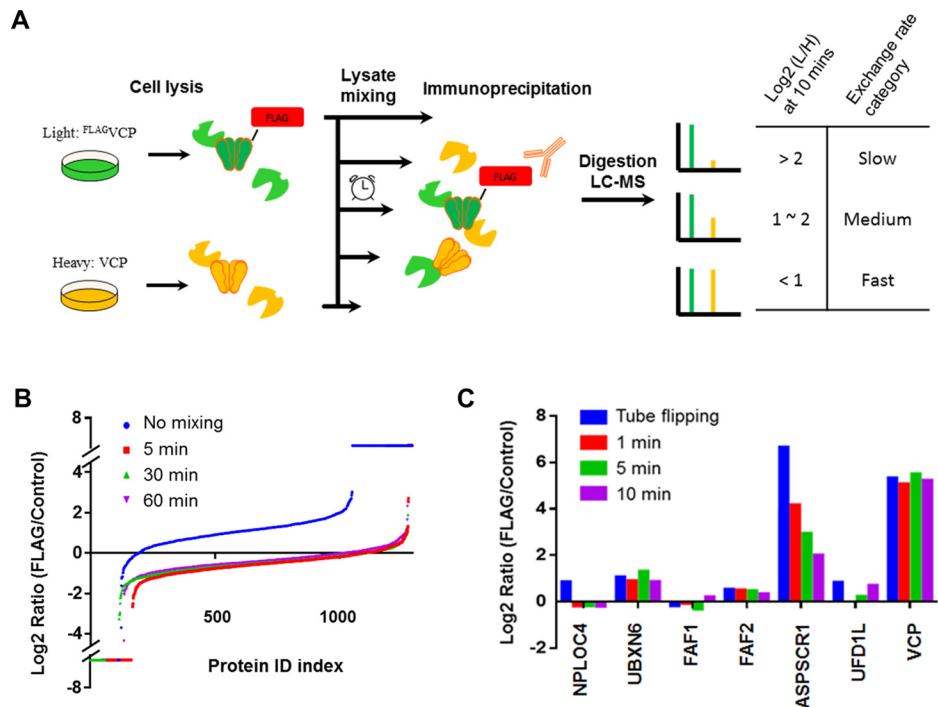 A
Cell lysis
Lysate
mixing
Immunoprecipitation
Light: FLAGVCP
FLAG
FLAG
Heavy: VCP
Digestion
LC-MS
Log2 (L/H)
at 10 mins
Exchange rate
category
> 2
Slow
1 ~ 2
Medium
< 1
Fast
B
Log2 Ratio (FLAG/Control)
8
4
2
0
-2
-4
-8
No mixing
5 min
30 min
60 min
500
1000
Protein ID index
C
Log2 Ratio (FLAG/Control)
8
6
4
2
0
-2
Tube flipping
1 min
5 min
10 min
NPLOC4
UBXN6
FAF1
FAF2
ASPSCR1
UFD1L
VCP